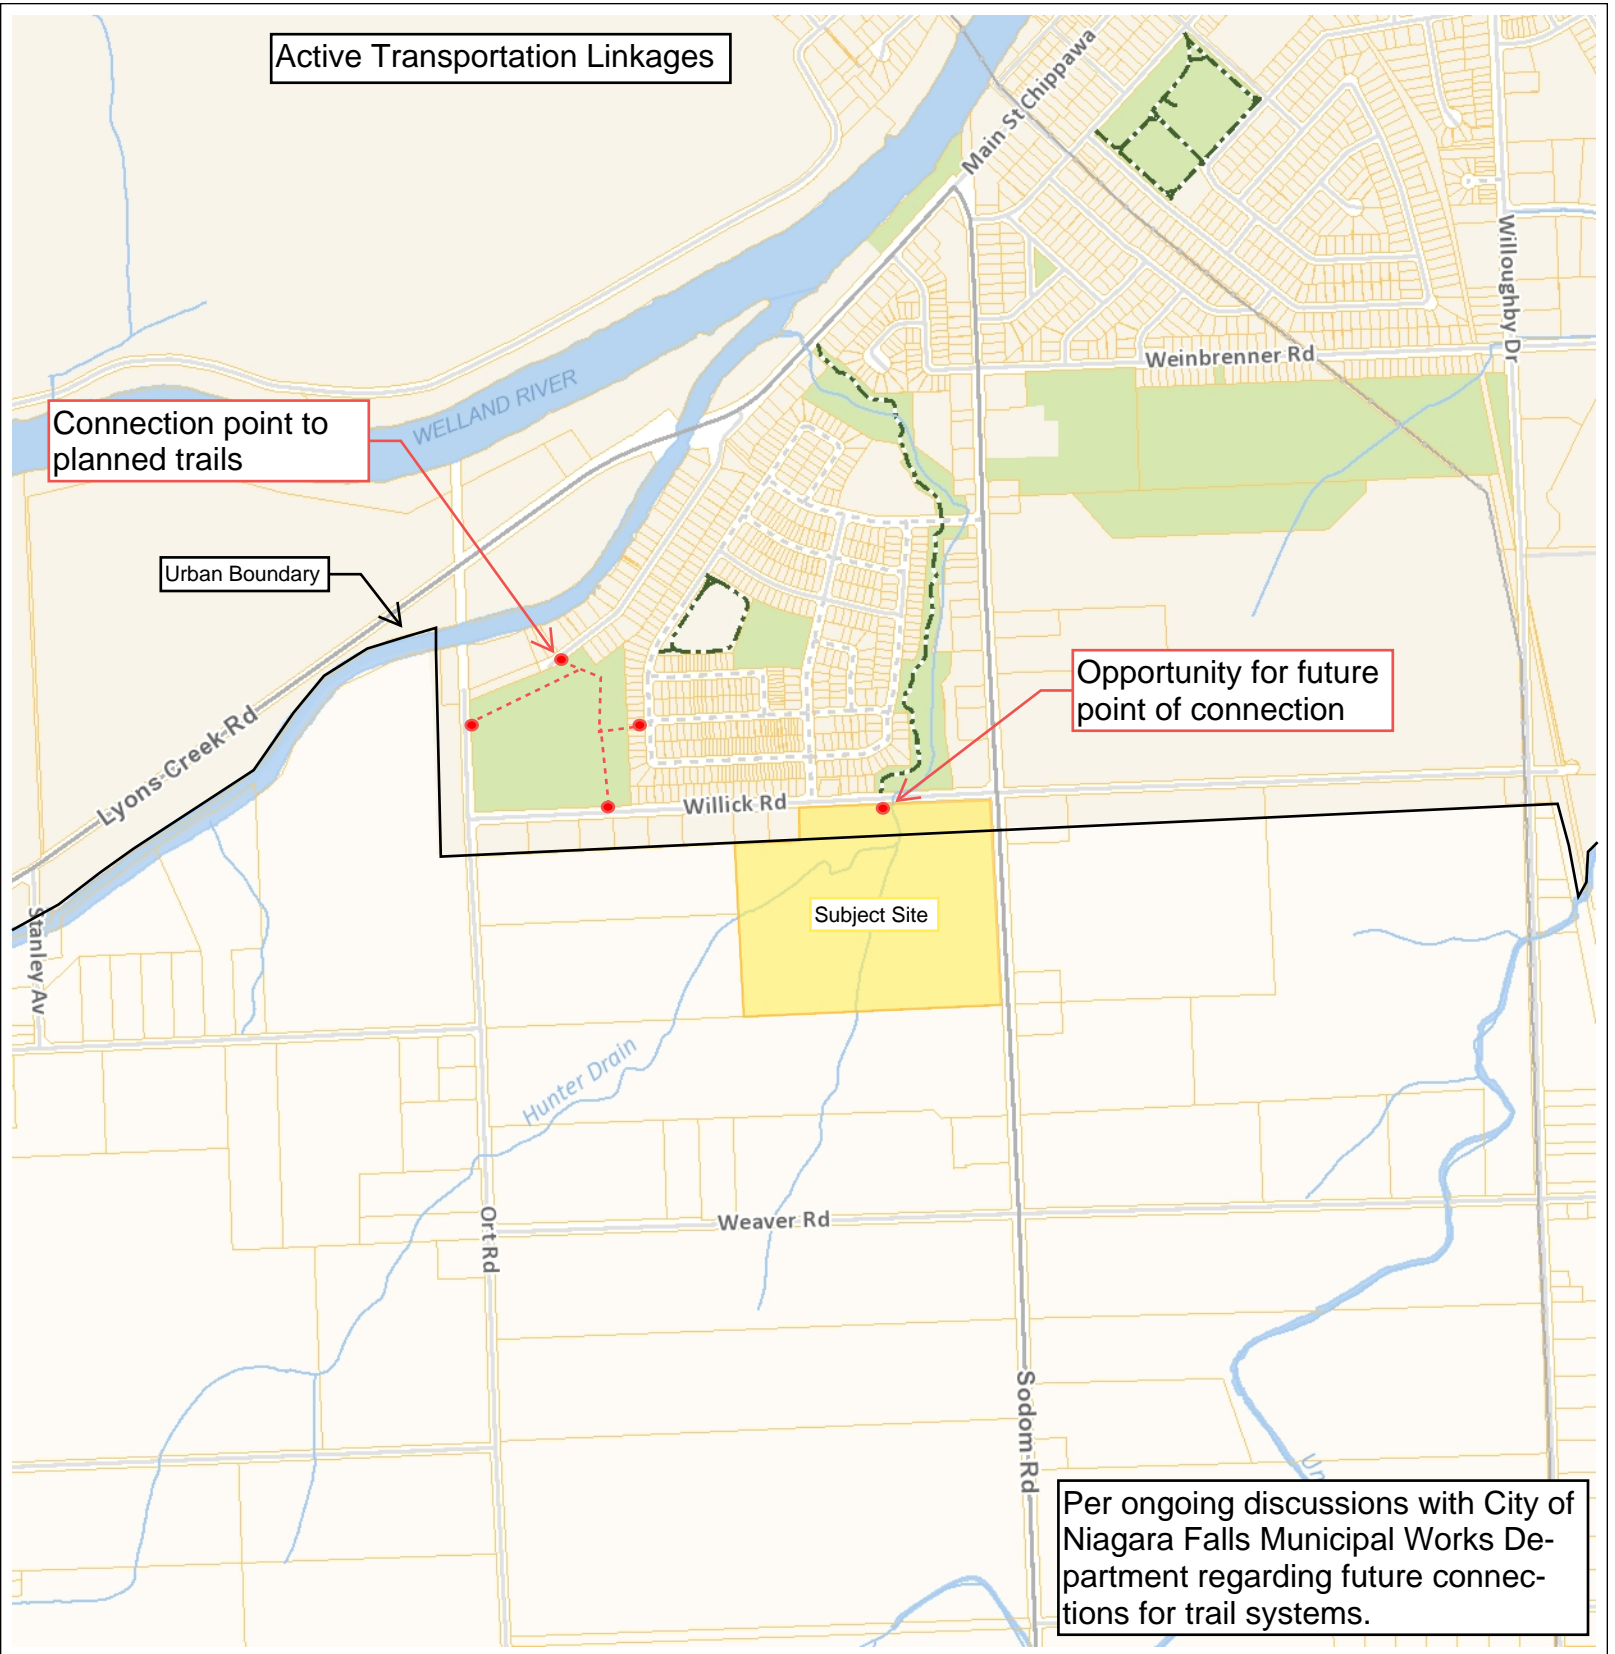 Active Transportation Linkages
Main St Chippawa
Willoughby Dr
Weinbrenner Rd
WELLAND RIVER
Connection point to
planned trails
Urban Boundary
Opportunity for future
point of connection
Lyons Creek Rd
Willick Rd
Subject Site
Stanley Av
Hunter Drain
Ort Rd
Weaver Rd
Sodom Rd
Per ongoing discussions with City of
Niagara Falls Municipal Works De-
partment regarding future connec-
tions for trail systems.